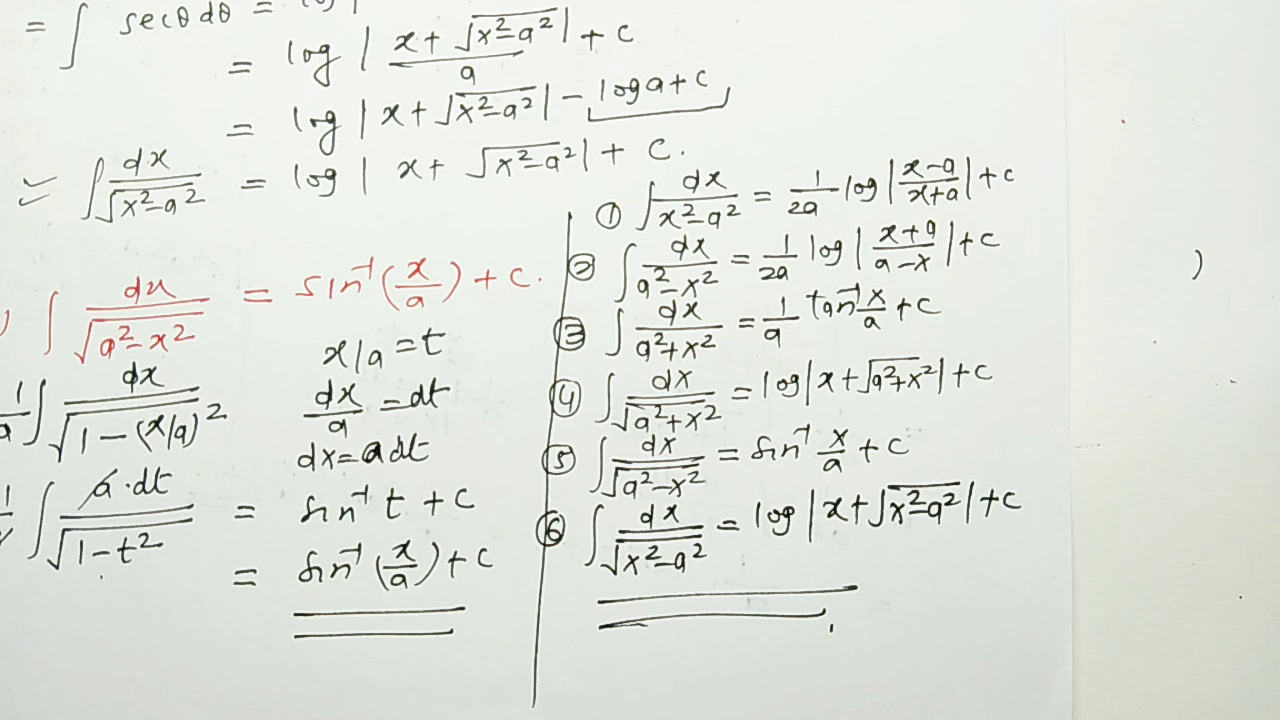 = ∫ secθ dθ = log |
= log | (x + √(x²-a²))/a | + c
= log | x + √(x²-a²) | - log a + c
∫ dx/√(x²-a²) = log | x + √(x²-a²) | + c.
∫ dx/√(a²-x²) = sin⁻¹(x/a) + c.
x/a = t
1/a ∫ dx/√(1-(x/a)²)
dx/a = dt
dx = a dt
∫ a·dt/√(1-t²) = sin⁻¹ t + c
= sin⁻¹(x/a) + c
① ∫ dx/(x²-a²) = 1/2a log | (x-a)/(x+a) | + c
② ∫ dx/(a²-x²) = 1/2a log | (x+a)/(a-x) | + c
③ ∫ dx/(a²+x²) = 1/a tan⁻¹ x/a + c
④ ∫ dx/√(a²+x²) = log | x + √(a²+x²) | + c
⑤ ∫ dx/√(a²-x²) = sin⁻¹ x/a + c
⑥ ∫ dx/√(x²-a²) = log | x + √(x²-a²) | + c